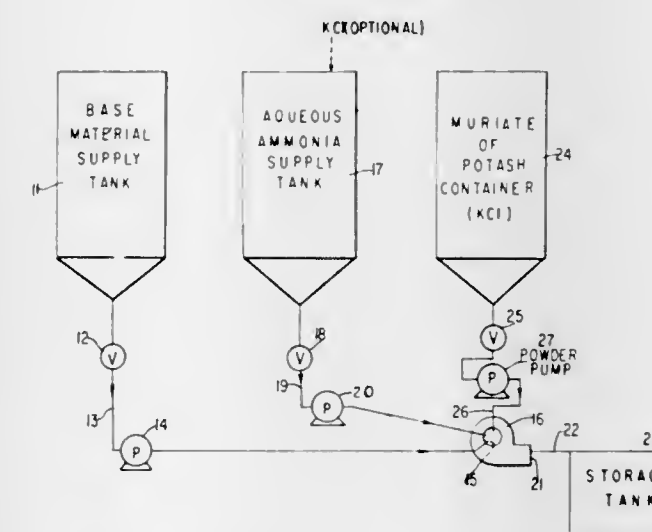 KCl(OPTIONAL)
BASE
MATERIAL
SUPPLY
TANK
11
AQUEOUS
AMMONIA
SUPPLY
TANK
17
MURIATE
OF
POTASH
CONTAINER
(KCl)
24
12
V
13
14
P
18
V
19
20
P
25
V
27
POWDER
PUMP
P
26
16
15
21
22
TANK